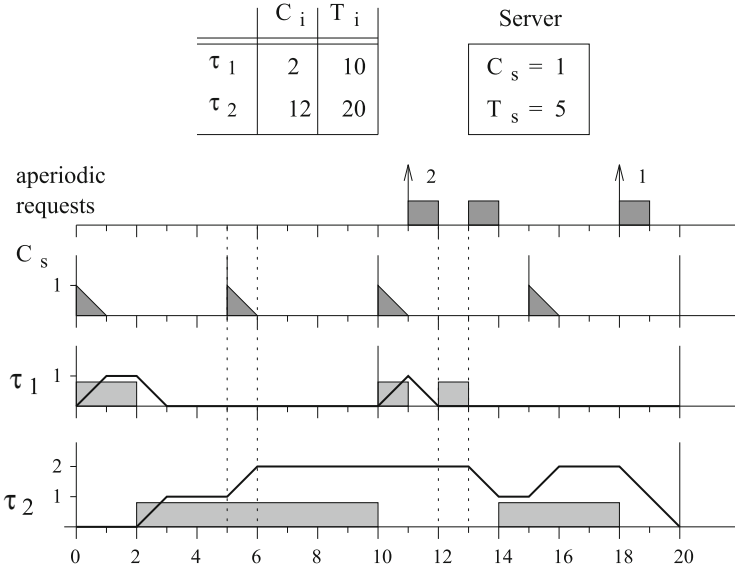 C i T i
τ 1 2 10
τ 2 12 20
Server
C s = 1
T s = 5
aperiodic
requests
2
1
C s
1
τ 1
1
τ 2
2
1
0 2 4 6 8 10 12 14 16 18 20